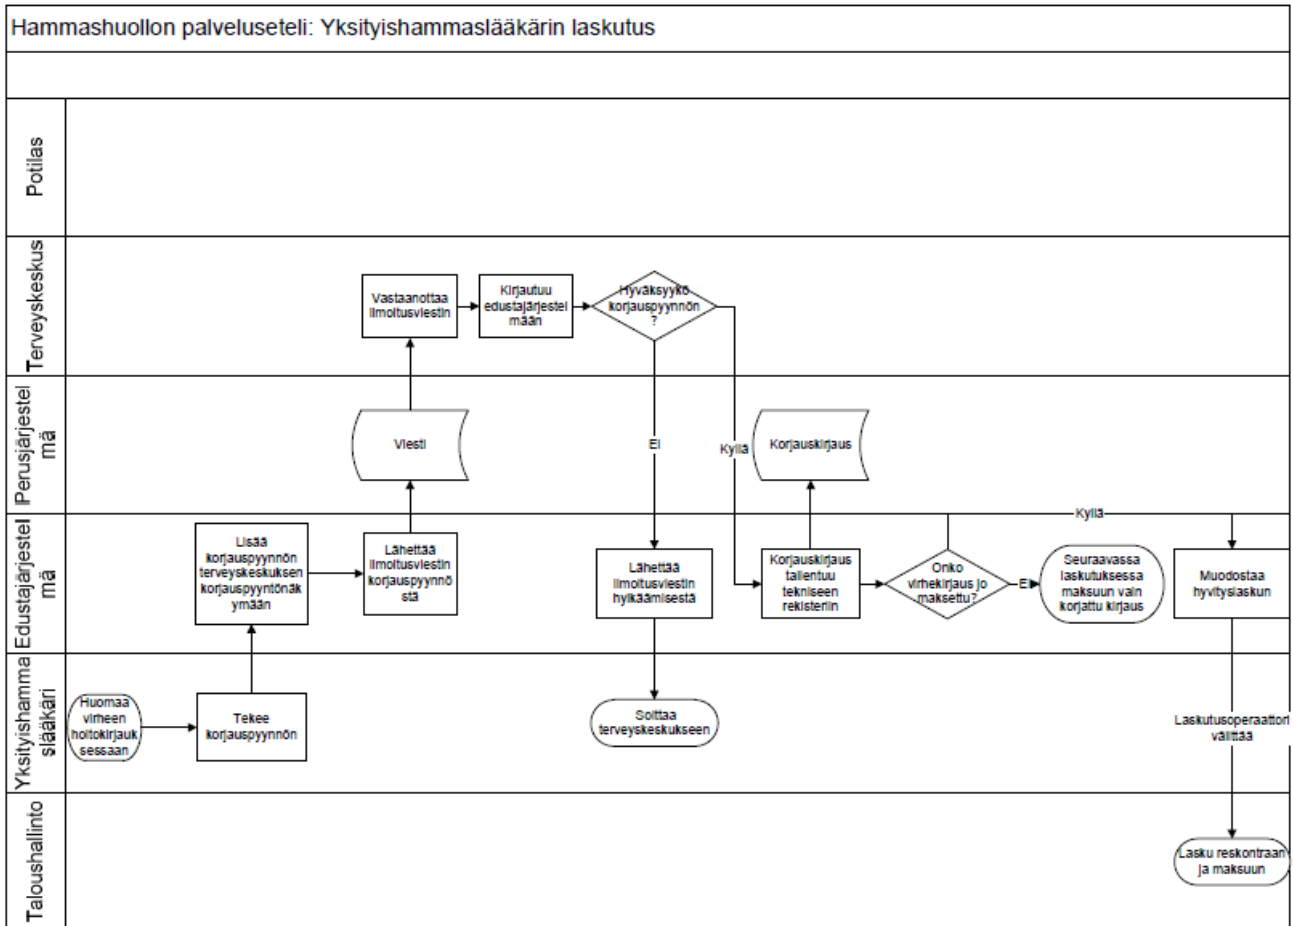 Hammashuollon palveluseteli: Yksityishammaslääkärin laskutus
Potilas
Terveyskeskus
Vastaanottaa
ilmoitusviestin
Kirjautuu
edustajärjestel
mään
Hyväksyykö
korjauspyynnön
?
Perusjärjestel
mä
Viesti
Ei
Kyllä
Korjauskirjaus
Edustajärjestel
mä
Lisää
korjauspyynnön
terveyskeskuksen
korjauspyyntönäk
ymään
Lähettää
ilmoitusviestin
korjauspyynnö
stä
Lähettää
ilmoitusviestin
hylkäämisestä
Korjauskirjaus
tallentuu
tekniseen
rekisteriin
Onko
virhekirjaus jo
maksettu?
Ei
Kyllä
Seuraavassa
laskutuksessa
maksuun vain
korjattu kirjaus
Muodostaa
hyvityslaskun
Yksityishamma
slääkäri
Huomaa
virheen
hoitokirjauk
sessaan
Tekee
korjauspyynnön
Soittaa
terveyskeskukseen
Laskutusoperaattori
välittää
Taloushallinto
Lasku reskontraan
ja maksuun